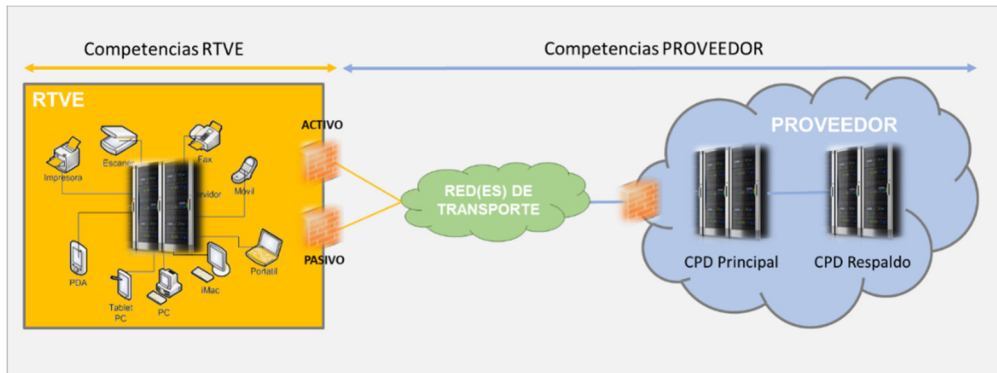 Competencias RTVE
Competencias PROVEEDOR
RTVE
ACTIVO
Escaner
Fax
Impresora
Móvil
PROVEEDOR
RED(ES) DE
TRANSPORTE
PASIVO
Portatil
PDA
iMac
Tablet
PC
PC
CPD Principal
CPD Respaldo